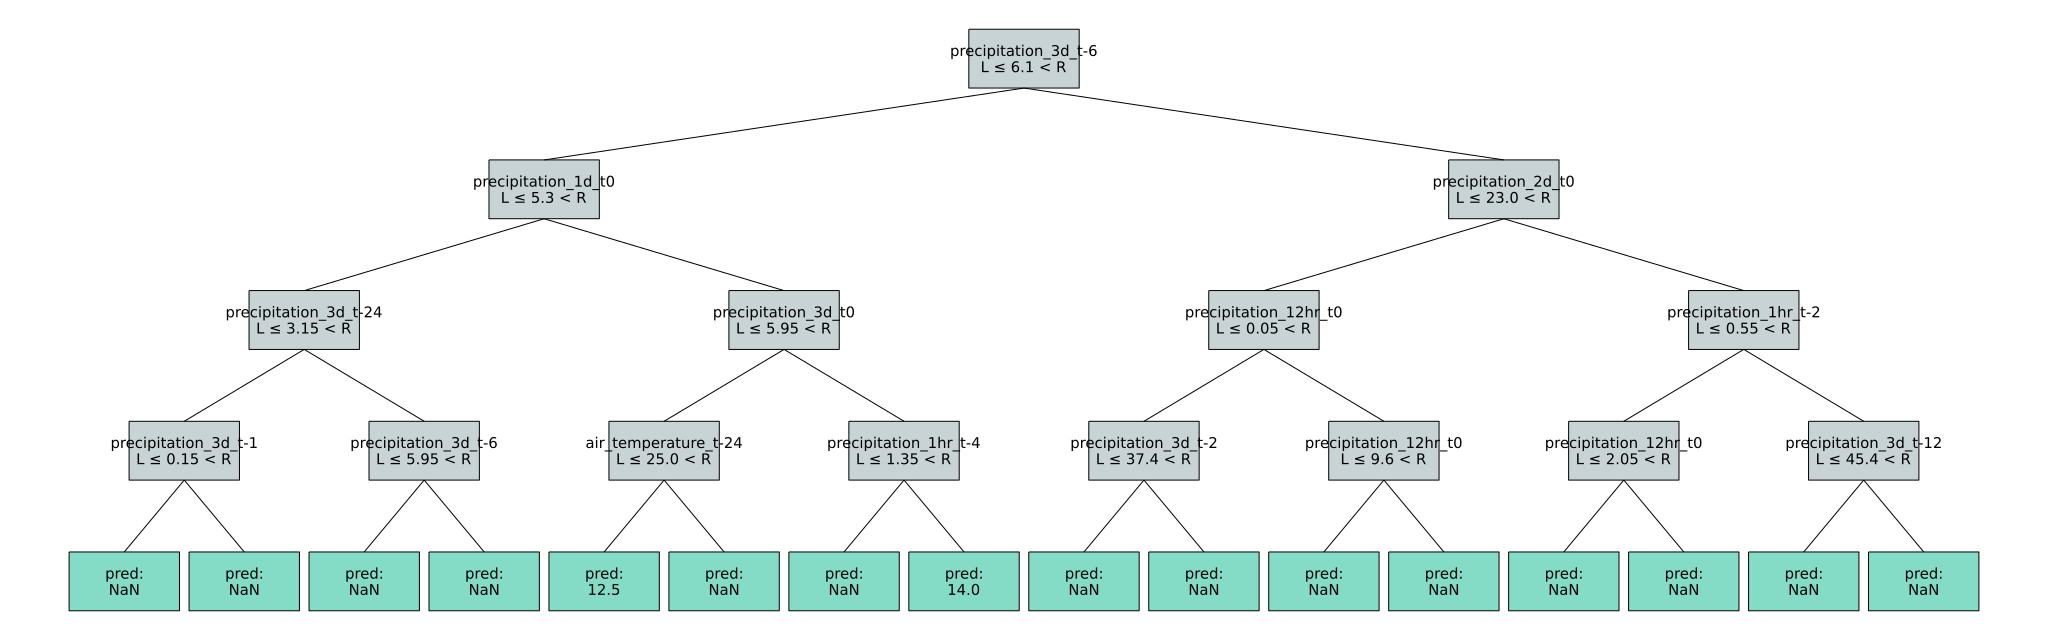 precipitation_3d_t-6
L ≤ 6.1 < R
precipitation_1d_t0
L ≤ 5.3 < R
precipitation_2d_t0
L ≤ 23.0 < R
precipitation_3d_t-24
L ≤ 3.15 < R
precipitation_3d_t0
L ≤ 5.95 < R
precipitation_12hr_t0
L ≤ 0.05 < R
precipitation_1hr_t-2
L ≤ 0.55 < R
precipitation_3d_t-1
L ≤ 0.15 < R
precipitation_3d_t-6
L ≤ 5.95 < R
air_temperature_t-24
L ≤ 25.0 < R
precipitation_1hr_t-4
L ≤ 1.35 < R
precipitation_3d_t-2
L ≤ 37.4 < R
precipitation_12hr_t0
L ≤ 9.6 < R
precipitation_12hr_t0
L ≤ 2.05 < R
precipitation_3d_t-12
L ≤ 45.4 < R
pred:
NaN
pred:
NaN
pred:
NaN
pred:
NaN
pred:
12.5
pred:
NaN
pred:
NaN
pred:
14.0
pred:
NaN
pred:
NaN
pred:
NaN
pred:
NaN
pred:
NaN
pred:
NaN
pred:
NaN
pred:
NaN